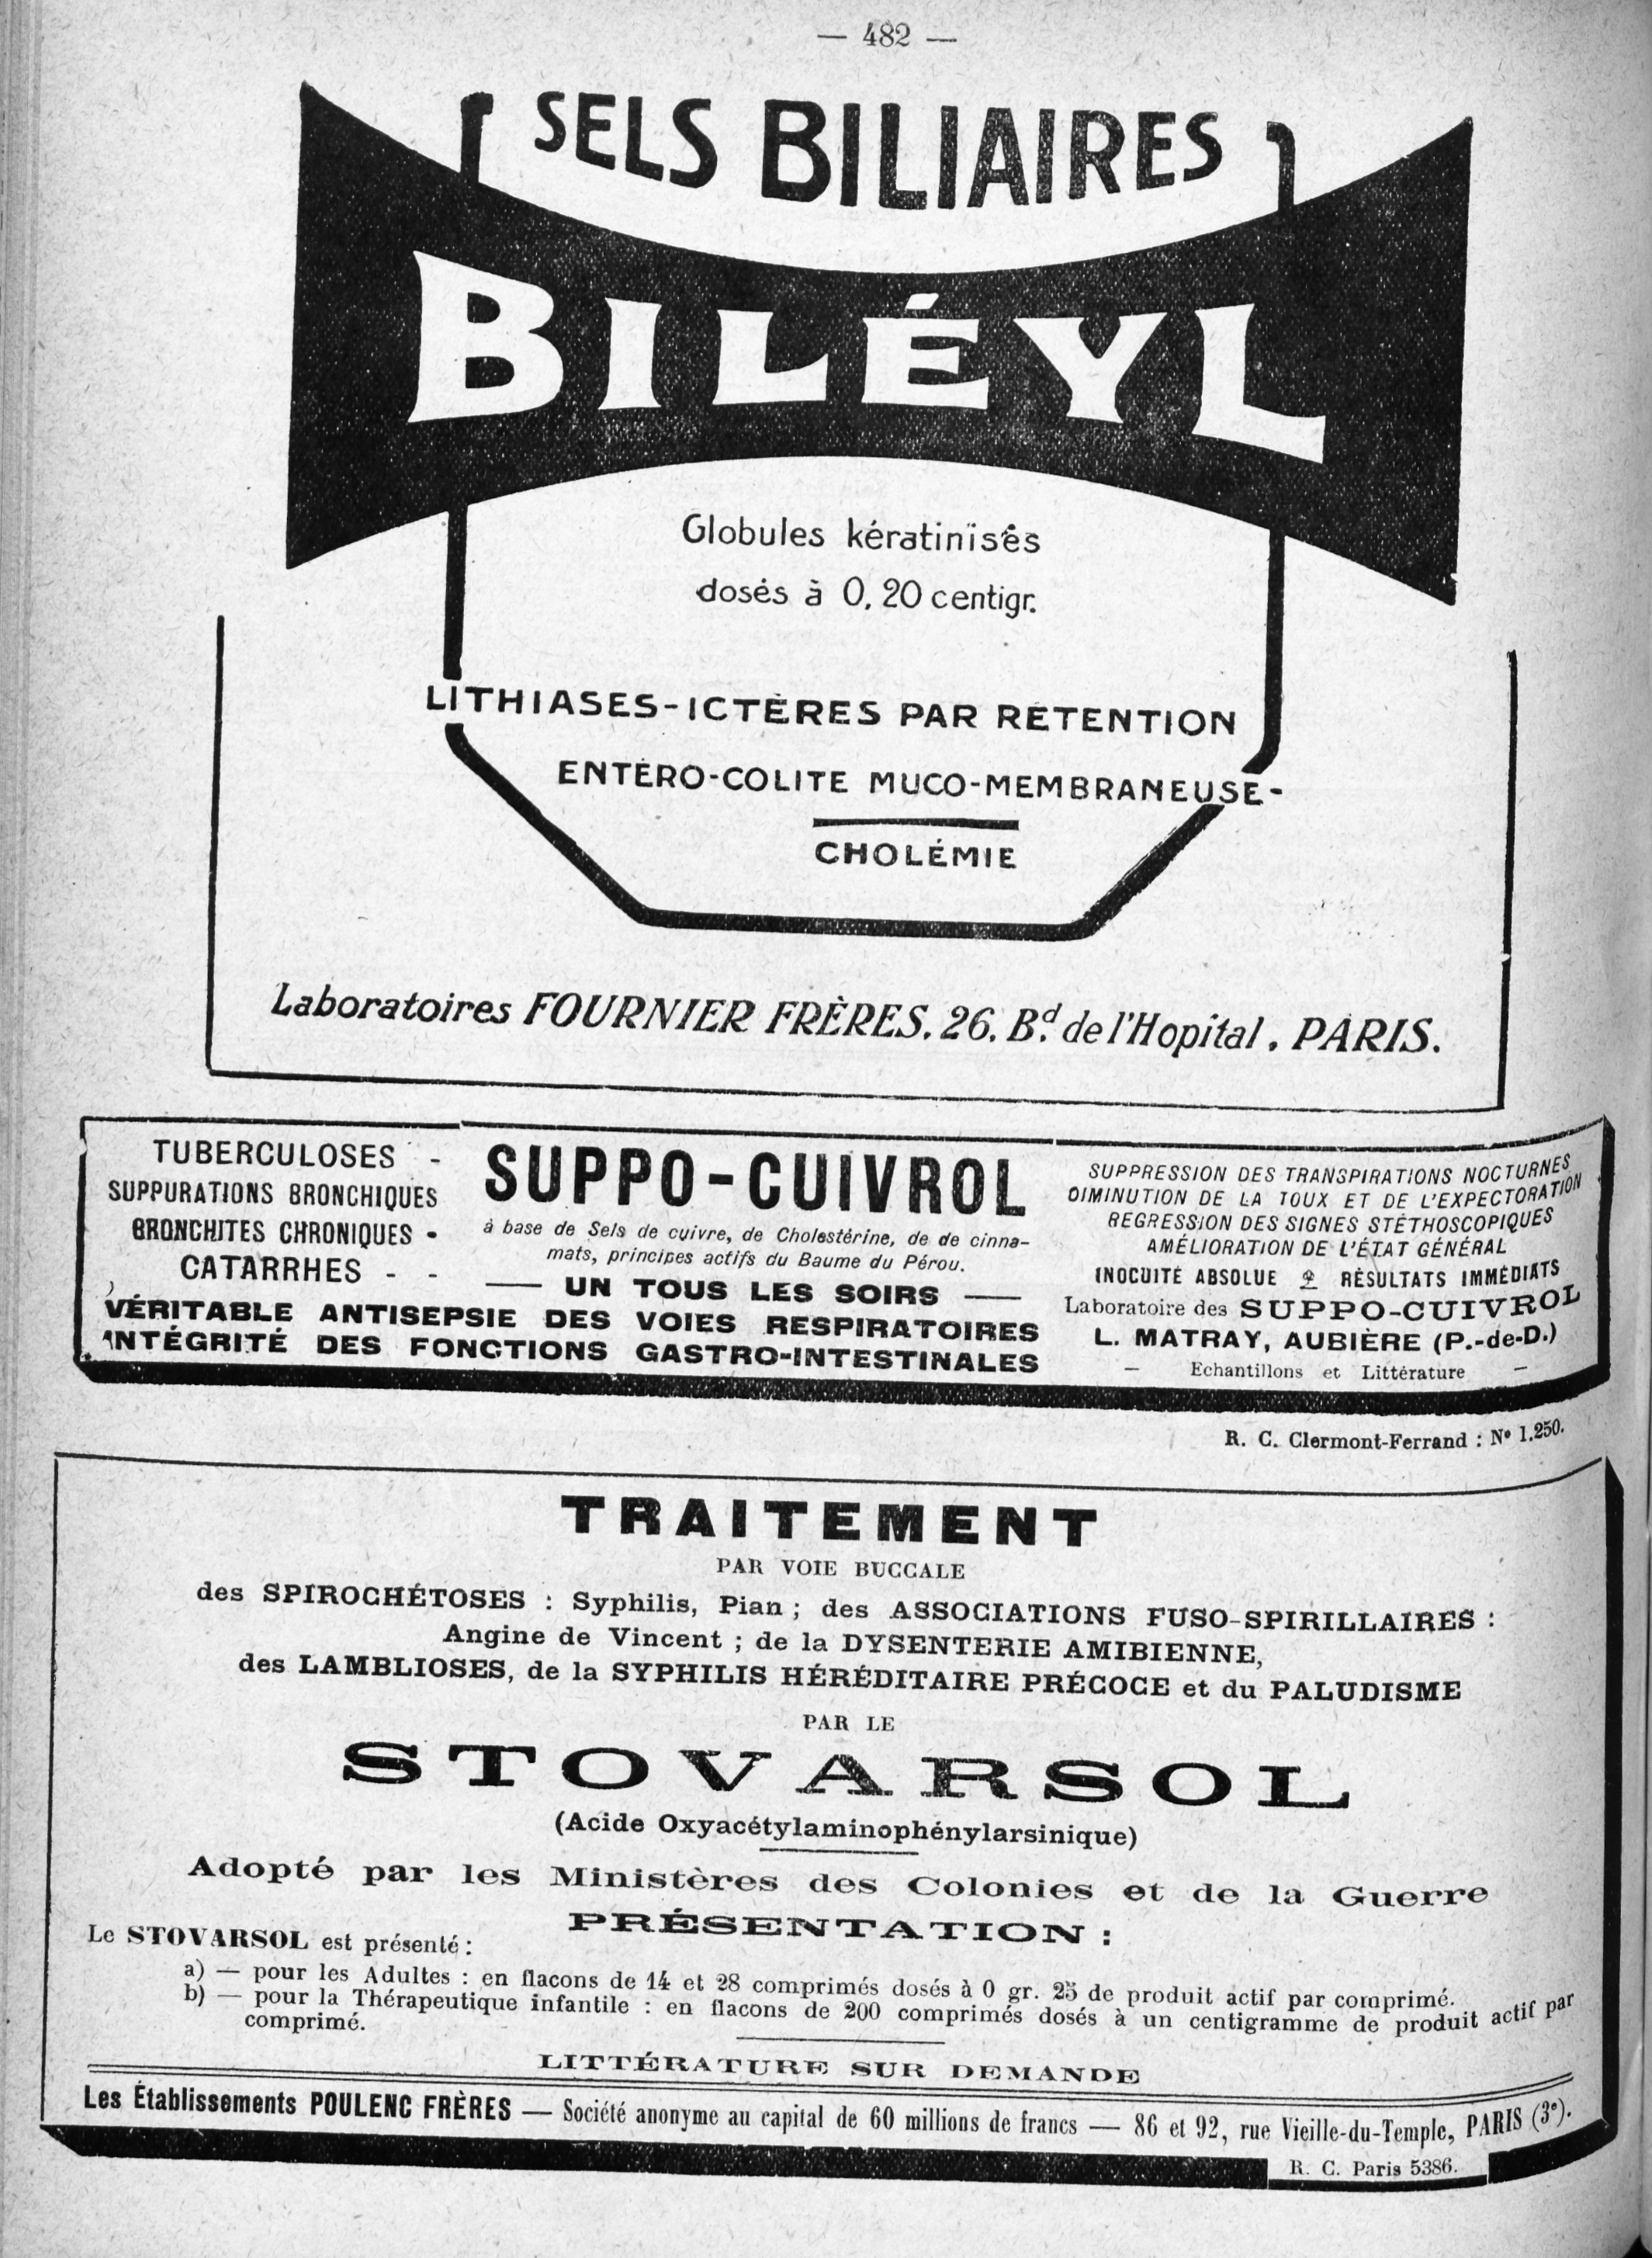 — 482 —
SELS BILIAIRES
BILÉYL
Globules kératinisés
dosés à 0,20 centigr.
LITHIASES-ICTÈRES PAR RETENTION
ENTÉRO-COLITE MUCO-MEMBRANEUSE-
CHOLÉMIE
Laboratoires FOURNIER FRÈRES. 26. Bd. de l'Hopital. PARIS.
TUBERCULOSES -
SUPPURATIONS BRONCHIQUES
BRONCHITES CHRONIQUES -
CATARRHES - -
SUPPO-CUIVROL
à base de Sels de cuivre, de Cholestérine, de de cinna-
mats, principes actifs du Baume du Pérou.
— UN TOUS LES SOIRS —
VÉRITABLE ANTISEPSIE DES VOIES RESPIRATOIRES
INTÉGRITÉ DES FONCTIONS GASTRO-INTESTINALES
SUPPRESSION DES TRANSPIRATIONS NOCTURNES
DIMINUTION DE LA TOUX ET DE L'EXPECTORATION
REGRESSION DES SIGNES STÉTHOSCOPIQUES
AMÉLIORATION DE L'ÉTAT GÉNÉRAL
INOCUITÉ ABSOLUE RÉSULTATS IMMÉDIATS
Laboratoire des SUPPO-CUIVROL
L. MATRAY, AUBIÈRE (P.-de-D.)
— Echantillons et Littérature —
R. C. Clermont-Ferrand : N° 1.250.
TRAITEMENT
PAR VOIE BUCCALE
des SPIROCHÉTOSES : Syphilis, Pian ; des ASSOCIATIONS FUSO-SPIRILLAIRES :
Angine de Vincent ; de la DYSENTERIE AMIBIENNE,
des LAMBLIOSES, de la SYPHILIS HÉRÉDITAIRE PRÉCOCE et du PALUDISME
PAR LE
STOVARSOL
(Acide Oxyacétylaminophénylarsinique)
Adopté par les Ministères des Colonies et de la Guerre
PRÉSENTATION :
Le STOVARSOL est présenté :
a) — pour les Adultes : en flacons de 14 et 28 comprimés dosés à 0 gr. 25 de produit actif par comprimé.
b) — pour la Thérapeutique infantile : en flacons de 200 comprimés dosés à un centigramme de produit actif par
comprimé.
LITTÉRATURE SUR DEMANDE
Les Établissements POULENC FRÈRES — Société anonyme au capital de 60 millions de francs — 86 et 92, rue Vieille-du-Temple, PARIS (3e).
R. C. Paris 5386.